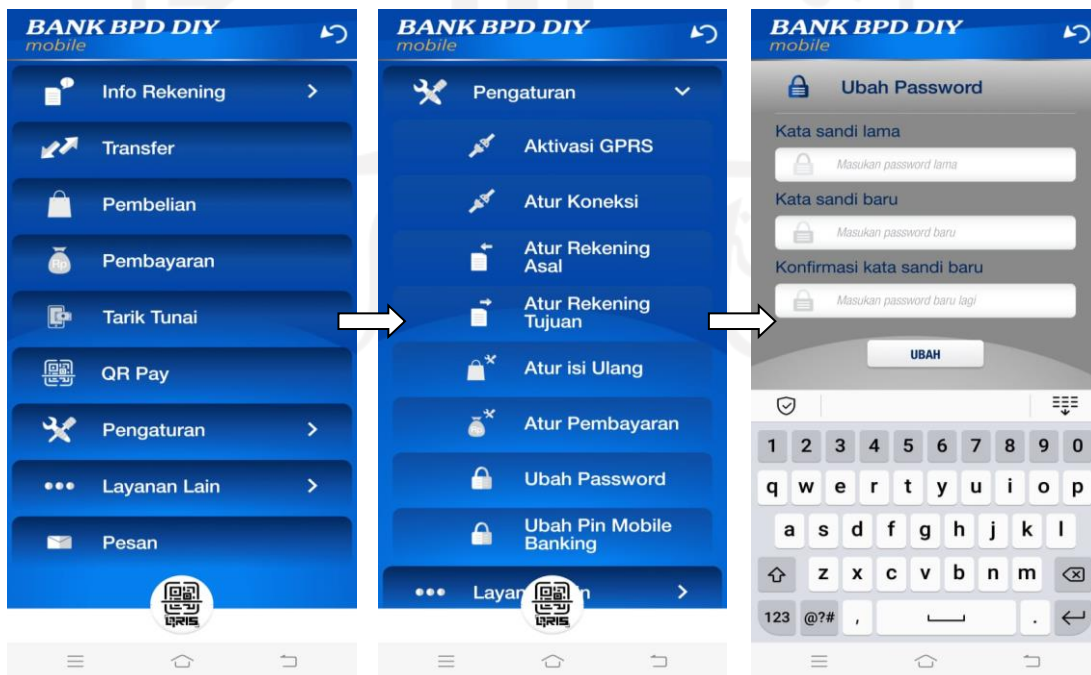 BANK BPD DIY
mobile
Info Rekening
Transfer
Pembelian
Rp
Pembayaran
Tarik Tunai
QR Pay
Pengaturan
Layanan Lain
Pesan
QRIS
BANK BPD DIY
mobile
Pengaturan
Aktivasi GPRS
Atur Koneksi
Atur Rekening
Asal
Atur Rekening
Tujuan
Atur isi Ulang
Rp
Atur Pembayaran
Ubah Password
Ubah Pin Mobile
Banking
QRIS
BANK BPD DIY
mobile
Ubah Password
Kata sandi lama
Masukan password lama
Kata sandi baru
Masukan password baru
Konfirmasi kata sandi baru
Masukan password baru lagi
UBAH
1 2 3 4 5 6 7 8 9 0
q w e r t y u i o p
a s d f g h j k l
z x c v b n m
123 @?# , .